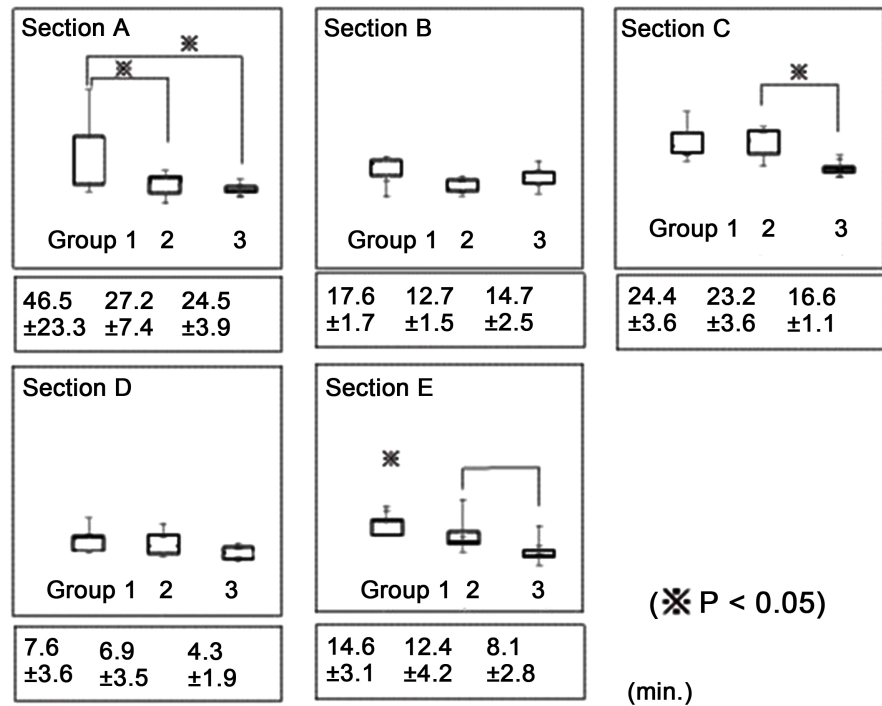 Section A
※
※
Group 1 2 3
46.5 27.2 24.5
±23.3 ±7.4 ±3.9
Section B
Group 1 2 3
17.6 12.7 14.7
±1.7 ±1.5 ±2.5
Section C
※
Group 1 2 3
24.4 23.2 16.6
±3.6 ±3.6 ±1.1
Section D
Group 1 2 3
7.6 6.9 4.3
±3.6 ±3.5 ±1.9
Section E
※
Group 1 2 3
14.6 12.4 8.1
±3.1 ±4.2 ±2.8
(※ P < 0.05)
(min.)